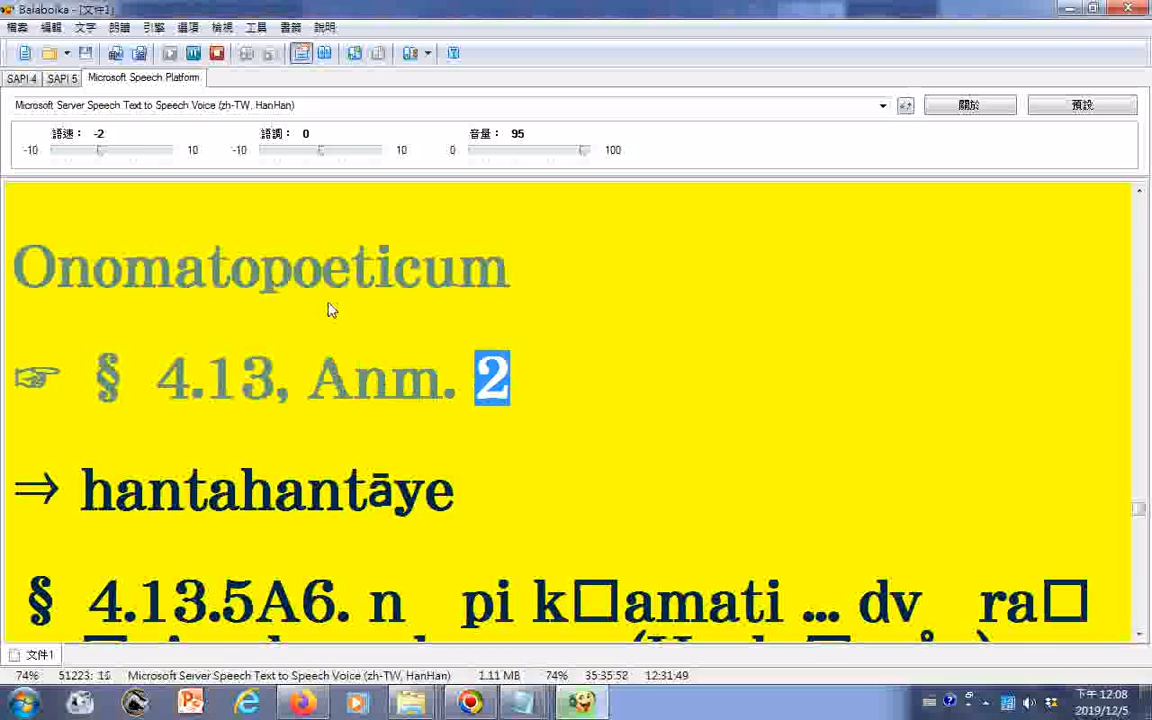 Balabolka - [文件1]
檔案 編輯 文字 朗讀 引擎 選項 檢視 工具 書籤 說明
SAPI 4 SAPI 5 Microsoft Speech Platform
Microsoft Server Speech Text to Speech Voice (zh-TW, HanHan) 關於 預設
語速： -2 語調： 0 音量： 95
-10 10 -10 10 0 100
Onomatopoeticum
☞ § 4.13, Anm. 2
⇒ hantahantāye
§ 4.13.5A6. n pi k□amati ... dv ra□
文件1
74% 51223: 15 Microsoft Server Speech Text to Speech Voice (zh-TW, HanHan) 1.11 MB 74% 35:35:52 12:31:49
下午 12:08
2019/12/5